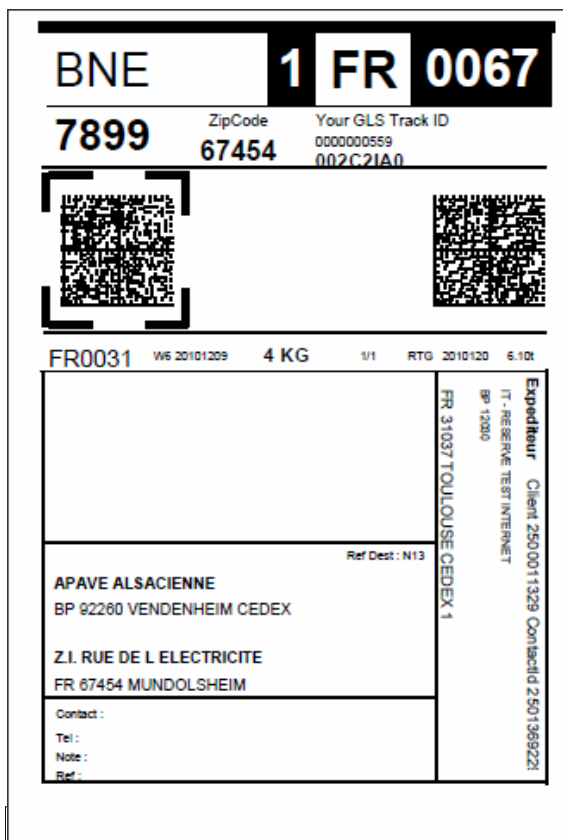 BNE 1 FR 0067
7899 ZipCode 67454
Your GLS Track ID
0000000559
002C2IA0
FR0031 W6 20101209 4 KG 1/1 RTG 2010120 6.10t
Ref Dest : N13
APAVE ALSACIENNE
BP 92260 VENDENHEIM CEDEX
Z.I. RUE DE L ELECTRICITE
FR 67454 MUNDOLSHEIM
Contact :
Tel :
Note :
Ref :
Expediteur Client 2500011329 ContactId 250136922
IT - RESERVE TEST INTERNET
BP 12030
FR 31037 TOULOUSE CEDEX 1